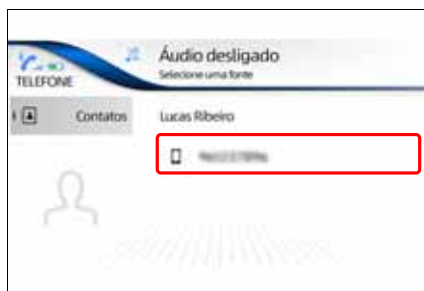 Áudio desligado
Selecione uma fonte
TELEFONE
Contatos
Lucas Ribeiro